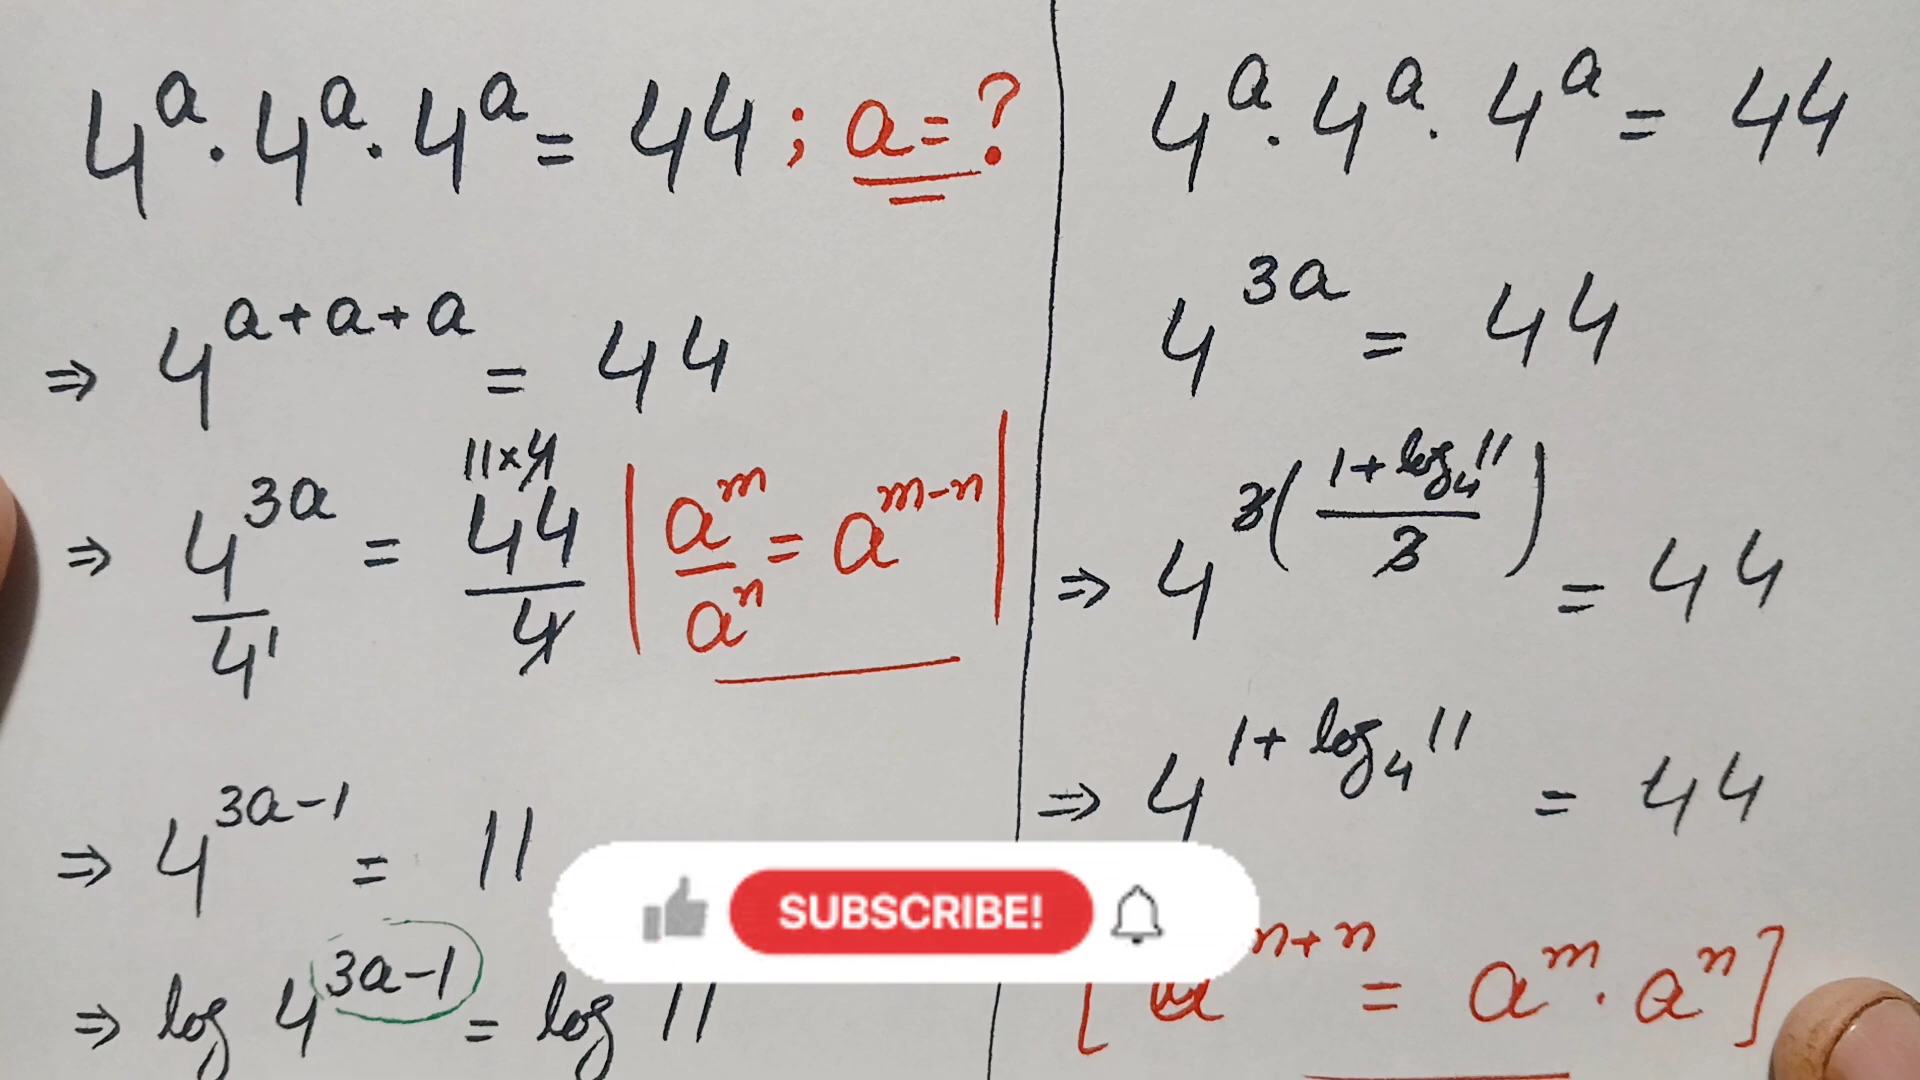 4^a · 4^a · 4^a = 44 ; a = ?
⇒ 4^(a+a+a) = 44
11×4
⇒ 4^(3a)/4^1 = 44/4 | a^m/a^n = a^(m-n) |
⇒ 4^(3a-1) = 11
⇒ log 4^(3a-1) = log 11
4^a · 4^a · 4^a = 44
4^(3a) = 44
⇒ 4^(3((1+log₄11)/3)) = 44
⇒ 4^(1+log₄11) = 44
SUBSCRIBE!
[ n+n = a^m · a^n ]